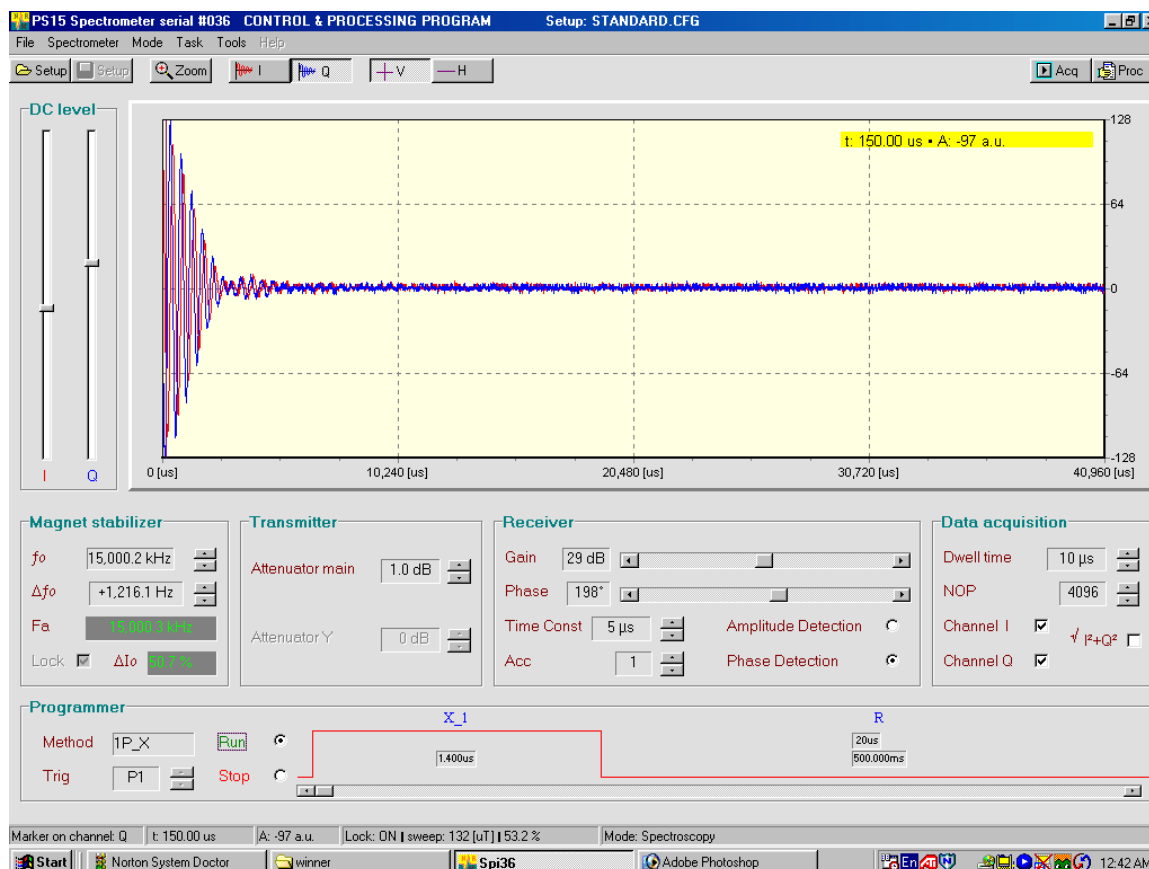 PS15 Spectrometer serial #036 CONTROL & PROCESSING PROGRAM Setup: STANDARD.CFG
File Spectrometer Mode Task Tools Help
Setup Setup Zoom I Q V H Acq Proc
DC level
I Q
t: 150.00 us • A: -97 a.u.
128
64
0
-64
-128
0 [us] 10,240 [us] 20,480 [us] 30,720 [us] 40,960 [us]
Magnet stabilizer
fo 15,000.2 kHz
Δfo +1,216.1 Hz
Fa 15,000.3 kHz
Lock ΔIo 50.7 %
Transmitter
Attenuator main 1.0 dB
Attenuator Y 0 dB
Receiver
Gain 29 dB
Phase 198°
Time Const 5 µs Amplitude Detection
Acc 1 Phase Detection
Data acquisition
Dwell time 10 µs
NOP 4096
Channel I √ I²+Q²
Channel Q
Programmer
X_1 R
Method 1P_X Run
Trig P1 Stop
1.400us
20us
500.000ms
Marker on channel: Q t: 150.00 us A: -97 a.u. Lock: ON | sweep: 132 [uT] | 53.2 % Mode: Spectroscopy
Start Norton System Doctor winner Spi36 Adobe Photoshop En 12:42 AM